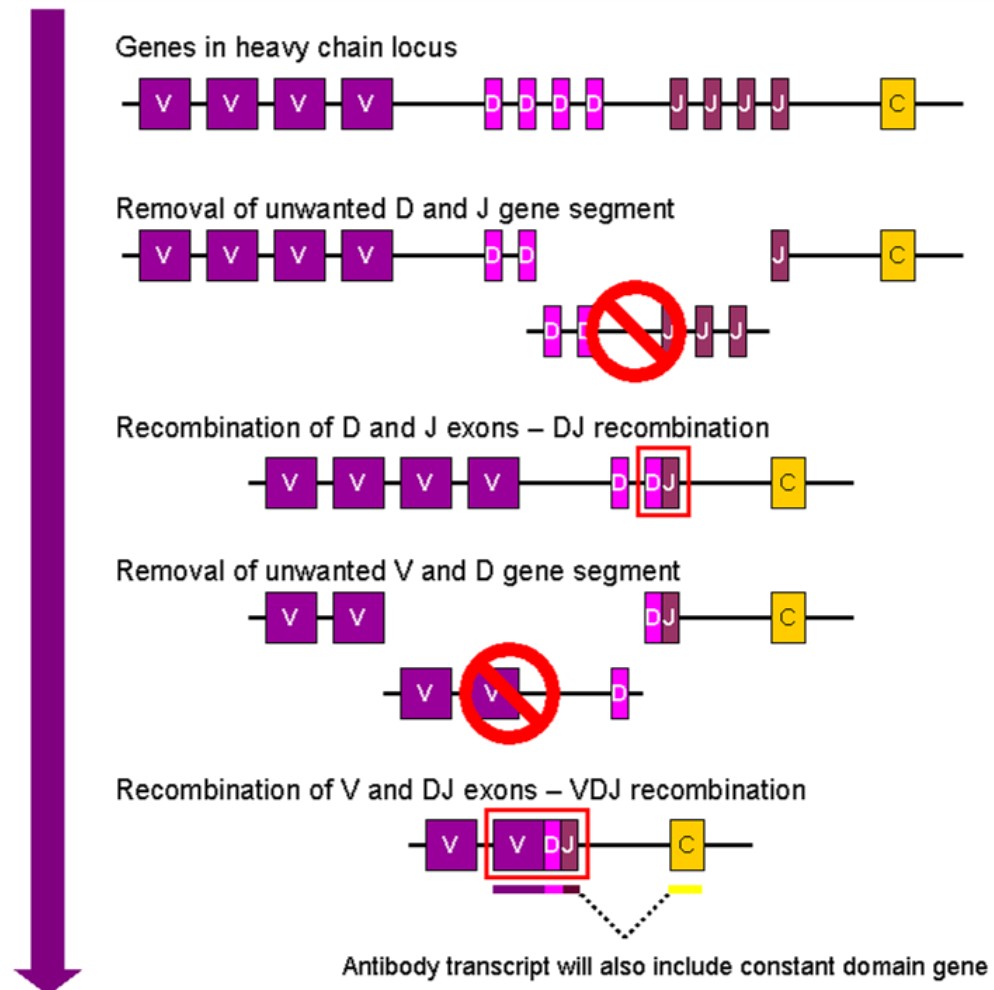 Genes in heavy chain locus
V V V V D D D D J J J J C
Removal of unwanted D and J gene segment
V V V V D D J C
D D J J J
Recombination of D and J exons – DJ recombination
V V V V D D J C
Removal of unwanted V and D gene segment
V V D J C
V V D
Recombination of V and DJ exons – VDJ recombination
V V D J C
Antibody transcript will also include constant domain gene